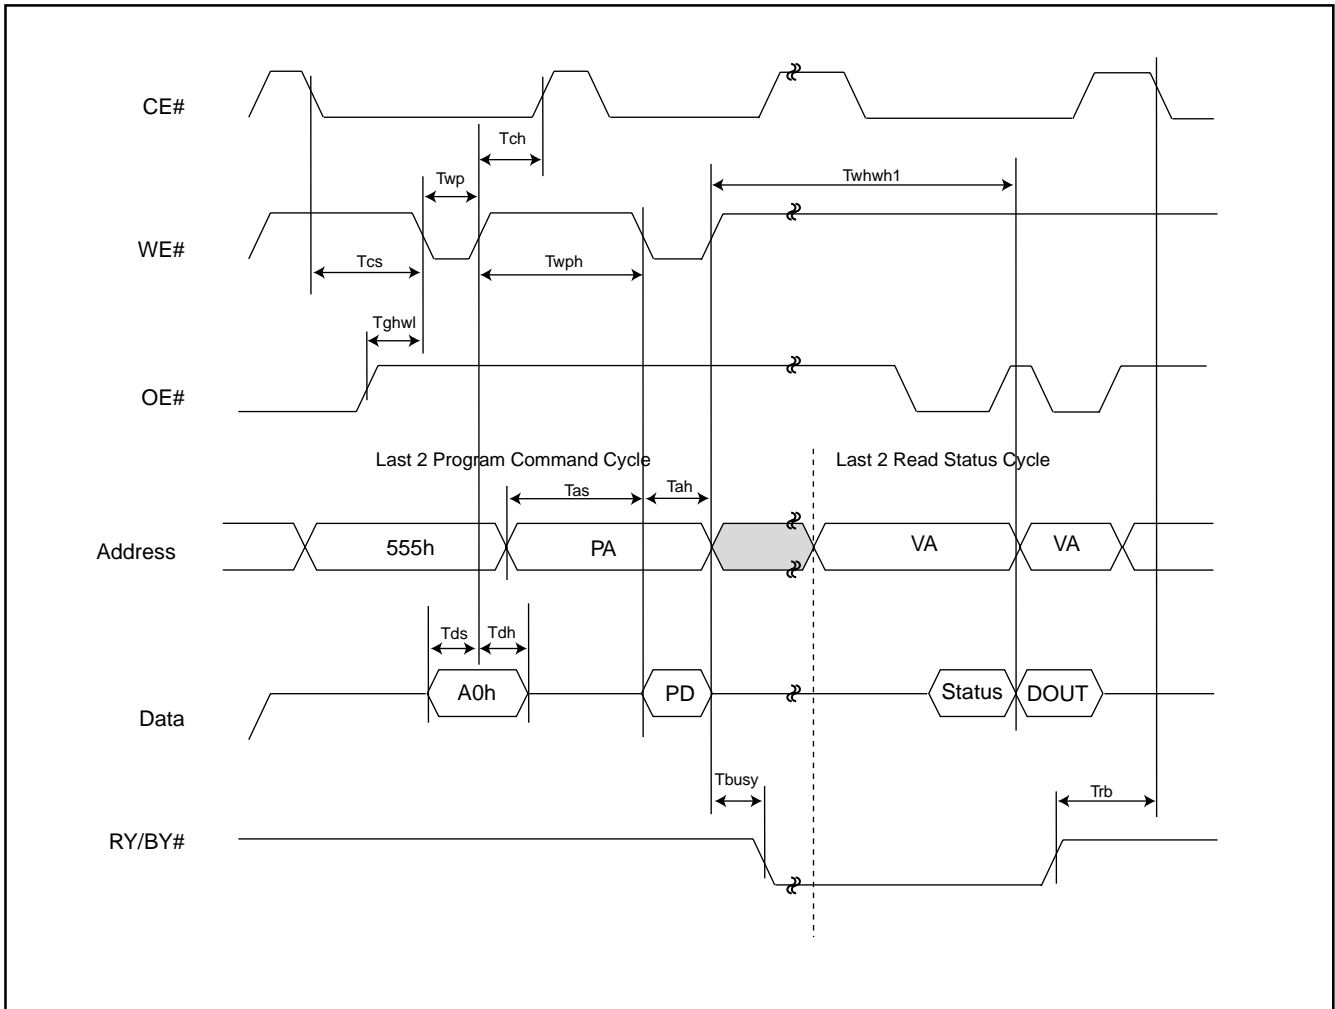 CE#
Tch
Twp
Twhwh1
WE#
Tcs
Twph
Tghwl
OE#
Last 2 Program Command Cycle
Last 2 Read Status Cycle
Tas
Tah
Address
555h
PA
VA
VA
Tds
Tdh
Data
A0h
PD
Status
DOUT
Tbusy
Trb
RY/BY#